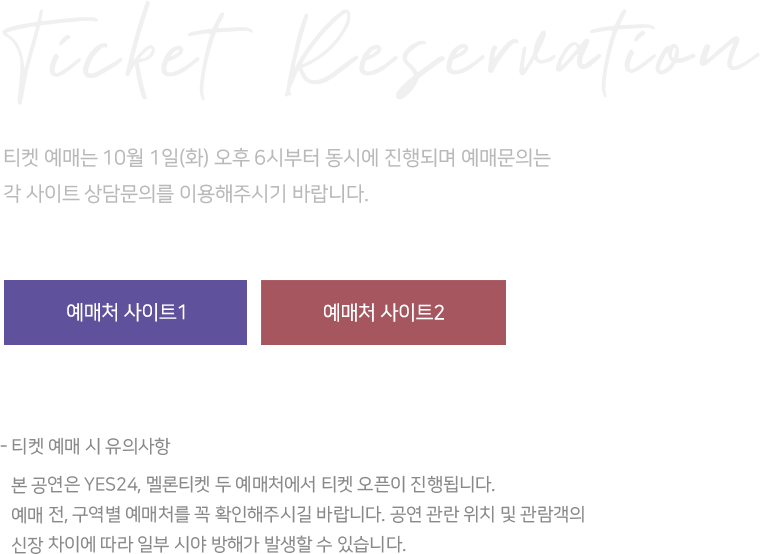 Ticket Reservation
티켓 예매는 10월 1일(화) 오후 6시부터 동시에 진행되며 예매문의는
각 사이트 상담문의를 이용해주시기 바랍니다.
예매처 사이트1
예매처 사이트2
- 티켓 예매 시 유의사항
본 공연은 YES24, 멜론티켓 두 예매처에서 티켓 오픈이 진행됩니다.
예매 전, 구역별 예매처를 꼭 확인해주시길 바랍니다. 공연 관란 위치 및 관람객의
신장 차이에 따라 일부 시야 방해가 발생할 수 있습니다.